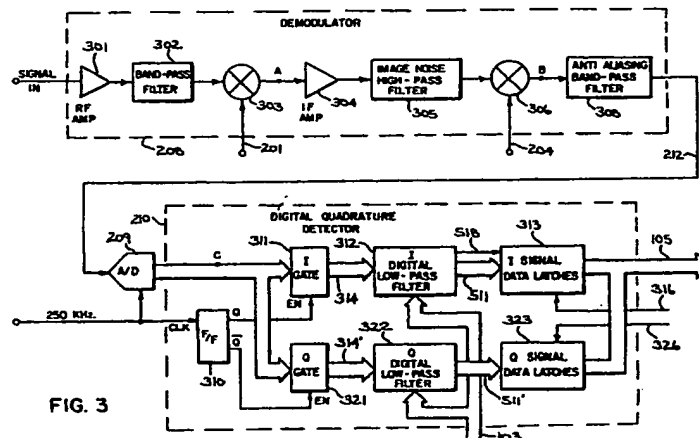 DEMODULATOR
301
302
SIGNAL
IN
RF
AMP
BAND-PASS
FILTER
303
A
IF
AMP
304
IMAGE NOISE
HIGH-PASS
FILTER
305
B
306
ANTI ALIASING
BAND-PASS
FILTER
308
208
201
204
212
210
DIGITAL QUADRATURE
DETECTOR
209
A/D
C
311
I
GATE
EN
314
312
I
DIGITAL
LOW-PASS
FILTER
518
511
313
I SIGNAL
DATA LATCHES
105
316
326
250 KHz.
CLK
F/F
Q
Q̅
310
Q
GATE
EN
321
314'
322
Q
DIGITAL
LOW-PASS
FILTER
323
Q SIGNAL
DATA LATCHES
511'
103
FIG. 3